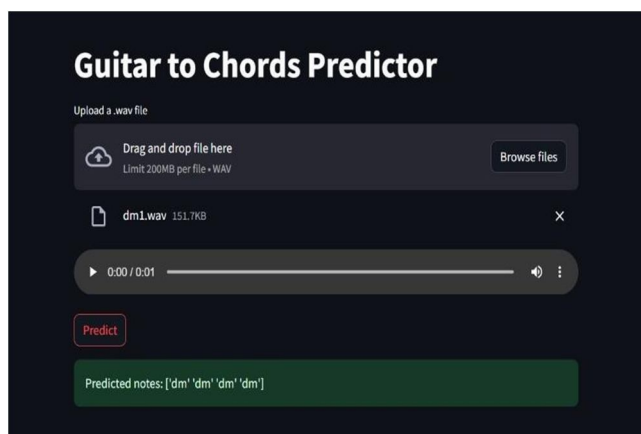 Guitar to Chords Predictor
Upload a .wav file
Drag and drop file here
Limit 200MB per file • WAV
Browse files
dm1.wav 151.7KB
0:00 / 0:01
Predict
Predicted notes: ['dm' 'dm' 'dm' 'dm']